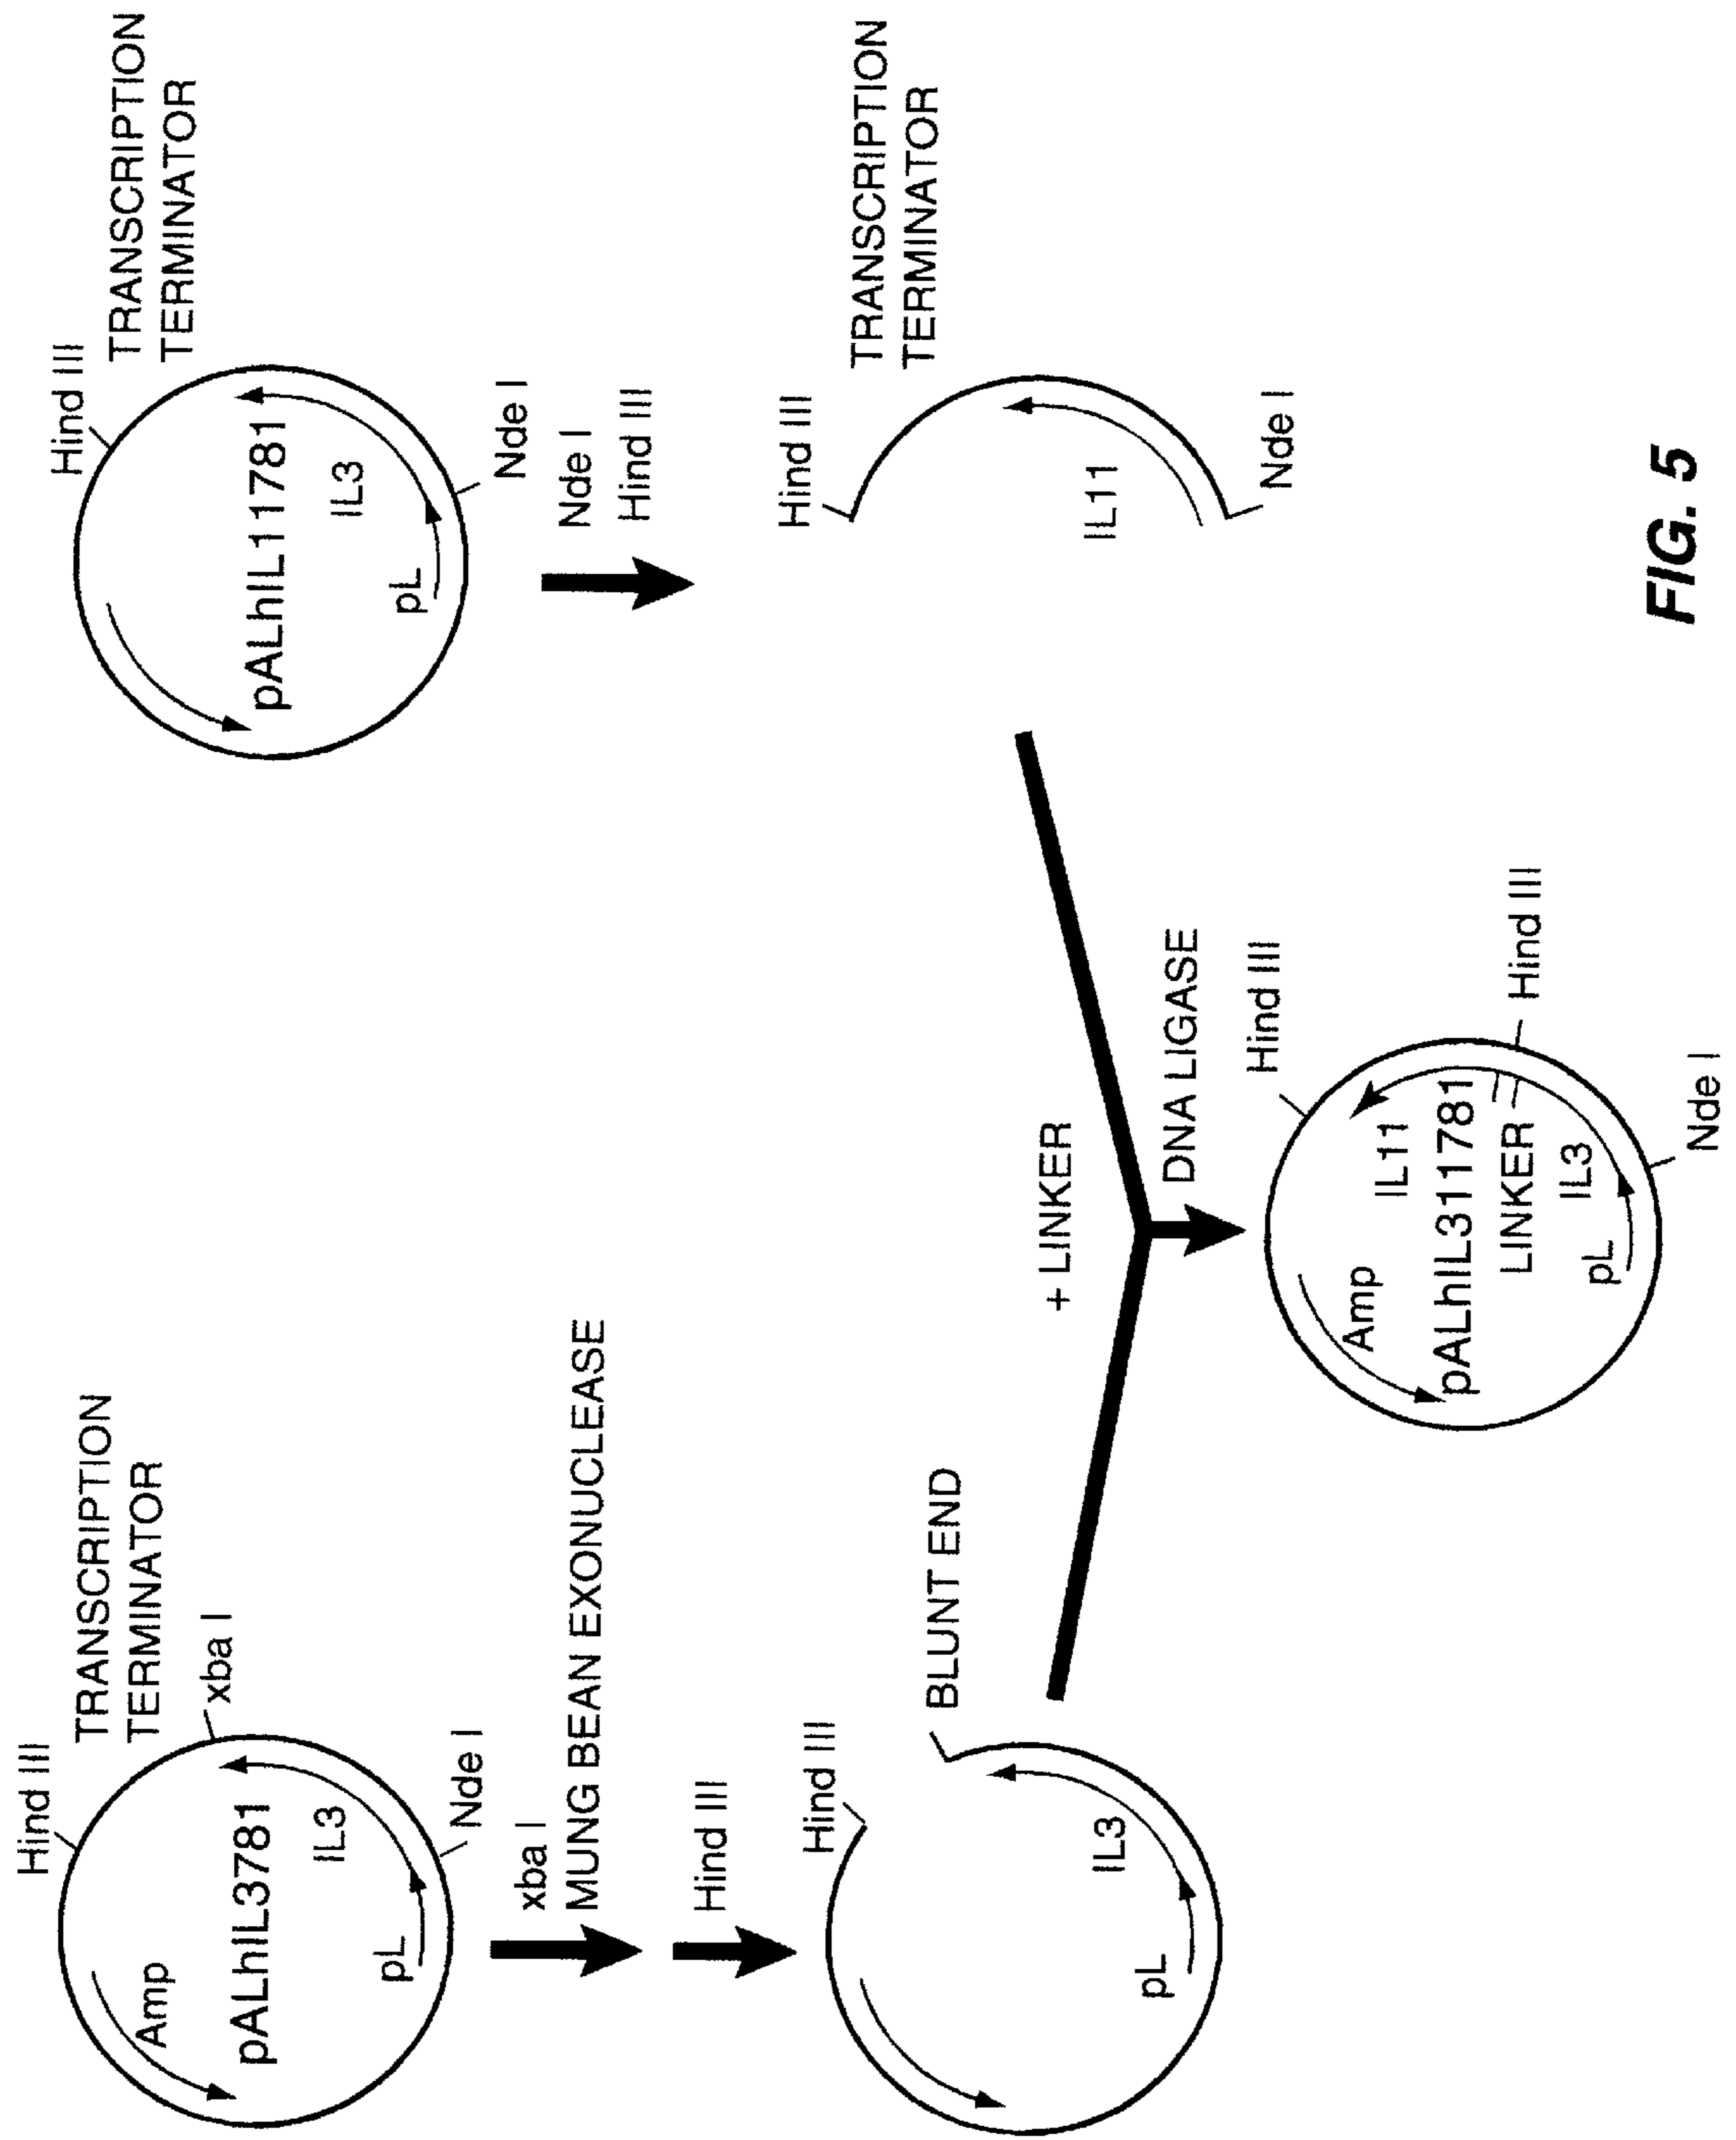 Hind III
TRANSCRIPTION
TERMINATOR
xba I
Amp
pALhIL3781
IL3
pL
Nde I
xba I
MUNG BEAN EXONUCLEASE
Hind III
Hind III
BLUNT END
IL3
pL
Hind III
TRANSCRIPTION
TERMINATOR
pALhIL11781
IL3
pL
Nde I
Nde I
Hind III
Hind III
TRANSCRIPTION
TERMINATOR
IL11
Nde I
+ LINKER
DNA LIGASE
Hind III
Amp
IL11
pALhIL311781
LINKER
Hind III
IL3
pL
Nde I
FIG. 5